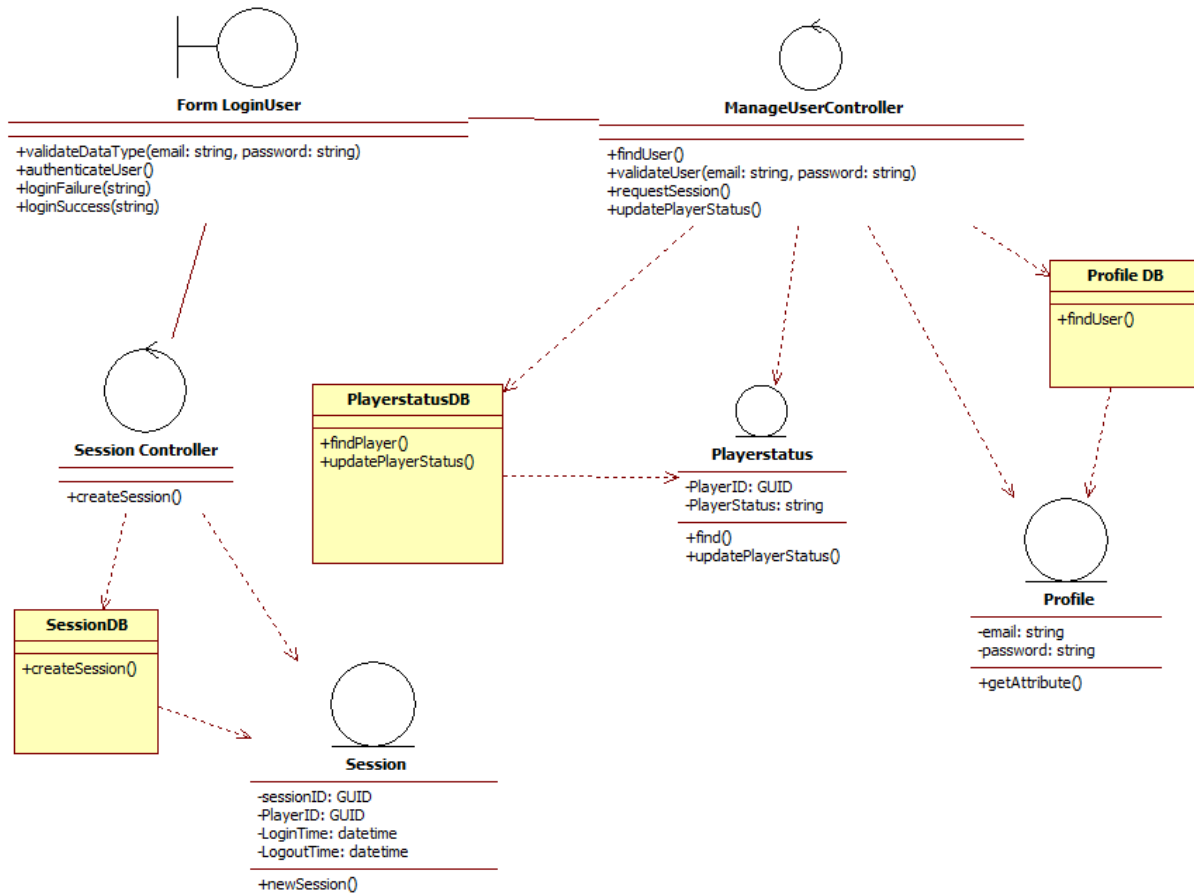 Form LoginUser
+validateDataType(email: string, password: string)
+authenticateUser()
+loginFailure(string)
+loginSuccess(string)
ManageUserController
+findUser()
+validateUser(email: string, password: string)
+requestSession()
+updatePlayerStatus()
Profile DB
+findUser()
Session Controller
+createSession()
PlayerstatusDB
+findPlayer()
+updatePlayerStatus()
Playerstatus
-PlayerID: GUID
-PlayerStatus: string
+find()
+updatePlayerStatus()
Profile
-email: string
-password: string
+getAttribute()
SessionDB
+createSession()
Session
-sessionID: GUID
-PlayerID: GUID
-LoginTime: datetime
-LogoutTime: datetime
+newSession()